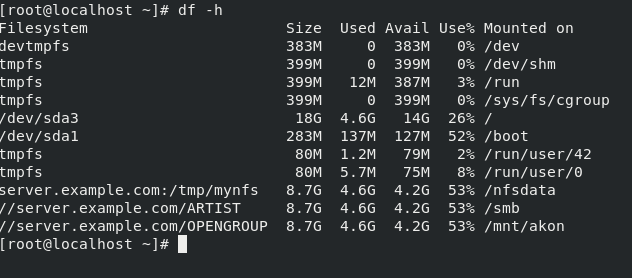 [root@localhost ~]# df -h
Filesystem                    Size  Used Avail Use% Mounted on
devtmpfs                      383M     0  383M   0% /dev
tmpfs                         399M     0  399M   0% /dev/shm
tmpfs                         399M   12M  387M   3% /run
tmpfs                         399M     0  399M   0% /sys/fs/cgroup
/dev/sda3                      18G  4.6G   14G  26% /
/dev/sda1                     283M  137M  127M  52% /boot
tmpfs                          80M  1.2M   79M   2% /run/user/42
tmpfs                          80M  5.7M   75M   8% /run/user/0
server.example.com:/tmp/mynfs 8.7G  4.6G  4.2G  53% /nfsdata
//server.example.com/ARTIST   8.7G  4.6G  4.2G  53% /smb
//server.example.com/OPENGROUP 8.7G  4.6G  4.2G  53% /mnt/akon
[root@localhost ~]#